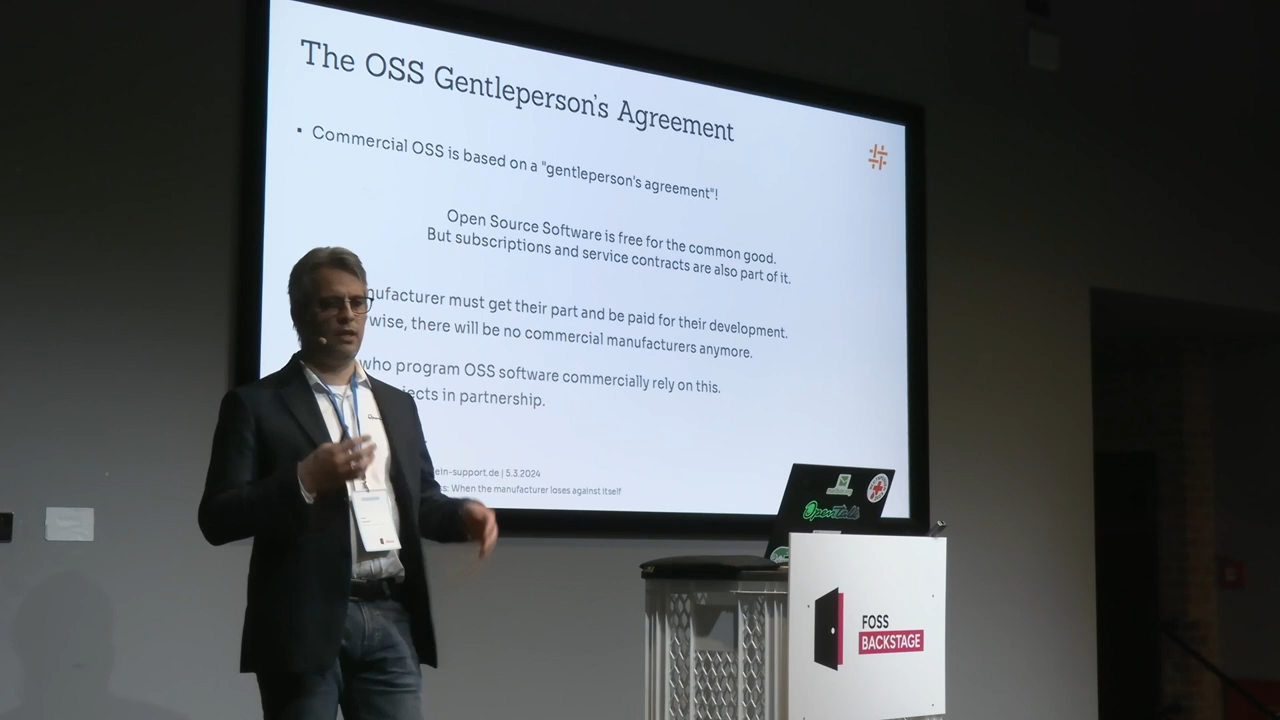 The OSS Gentleperson's Agreement
▪ Commercial OSS is based on a "gentleperson's agreement"!
Open Source Software is free for the common good.
But subscriptions and service contracts are also part of it.
nufacturer must get their part and be paid for their development.
wise, there will be no commercial manufacturers anymore.
who program OSS software commercially rely on this.
jects in partnership.
ein-support.de | 5.3.2024
ss: When the manufacturer loses against itself
Opentalk
FOSS
BACKSTAGE